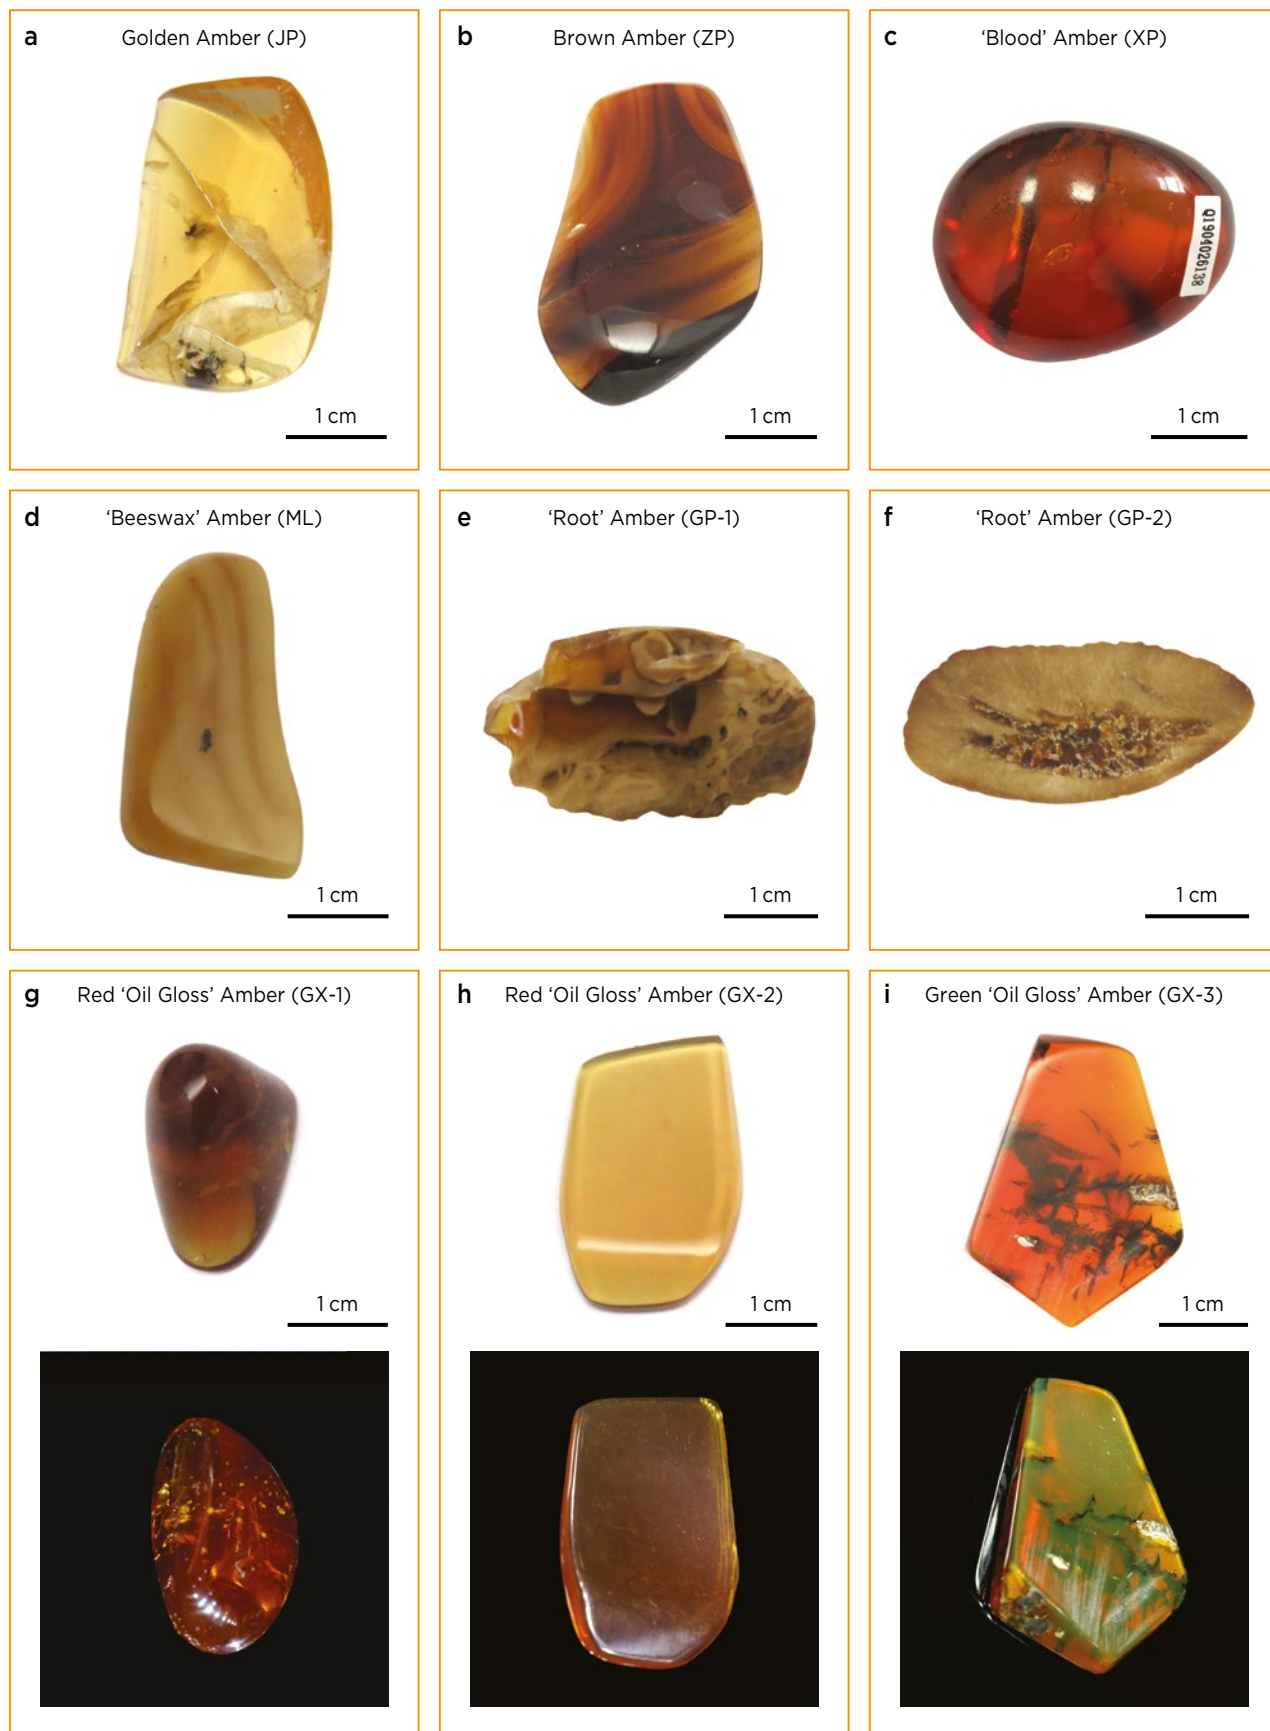 a Golden Amber (JP)
1 cm
b Brown Amber (ZP)
1 cm
c ‘Blood’ Amber (XP)
Q1904026138
1 cm
d ‘Beeswax’ Amber (ML)
1 cm
e ‘Root’ Amber (GP-1)
1 cm
f ‘Root’ Amber (GP-2)
1 cm
g Red ‘Oil Gloss’ Amber (GX-1)
1 cm
h Red ‘Oil Gloss’ Amber (GX-2)
1 cm
i Green ‘Oil Gloss’ Amber (GX-3)
1 cm